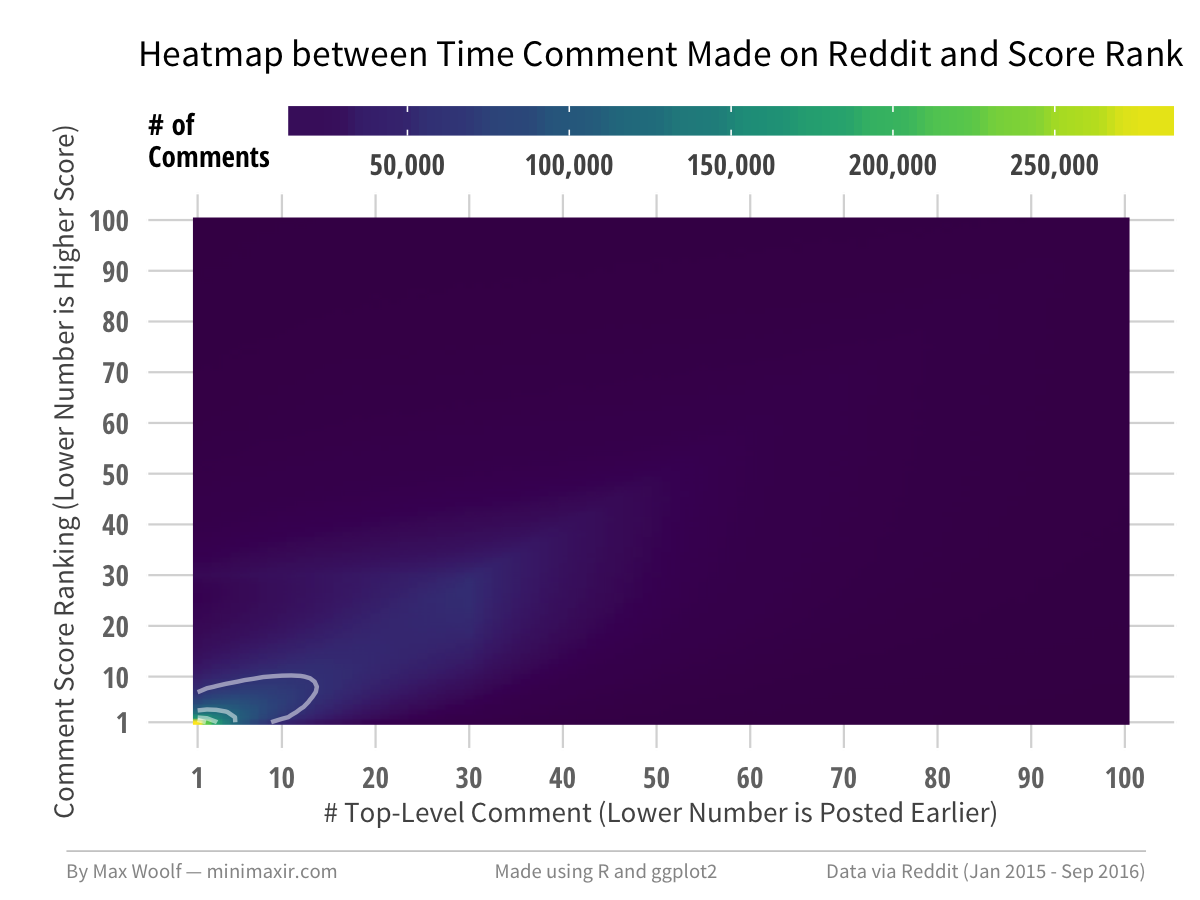 Heatmap between Time Comment Made on Reddit and Score Rank
# of
Comments
50,000 100,000 150,000 200,000 250,000
Comment Score Ranking (Lower Number is Higher Score)
100
90
80
70
60
50
40
30
20
10
1
1 10 20 30 40 50 60 70 80 90 100
# Top-Level Comment (Lower Number is Posted Earlier)
By Max Woolf — minimaxir.com Made using R and ggplot2 Data via Reddit (Jan 2015 - Sep 2016)